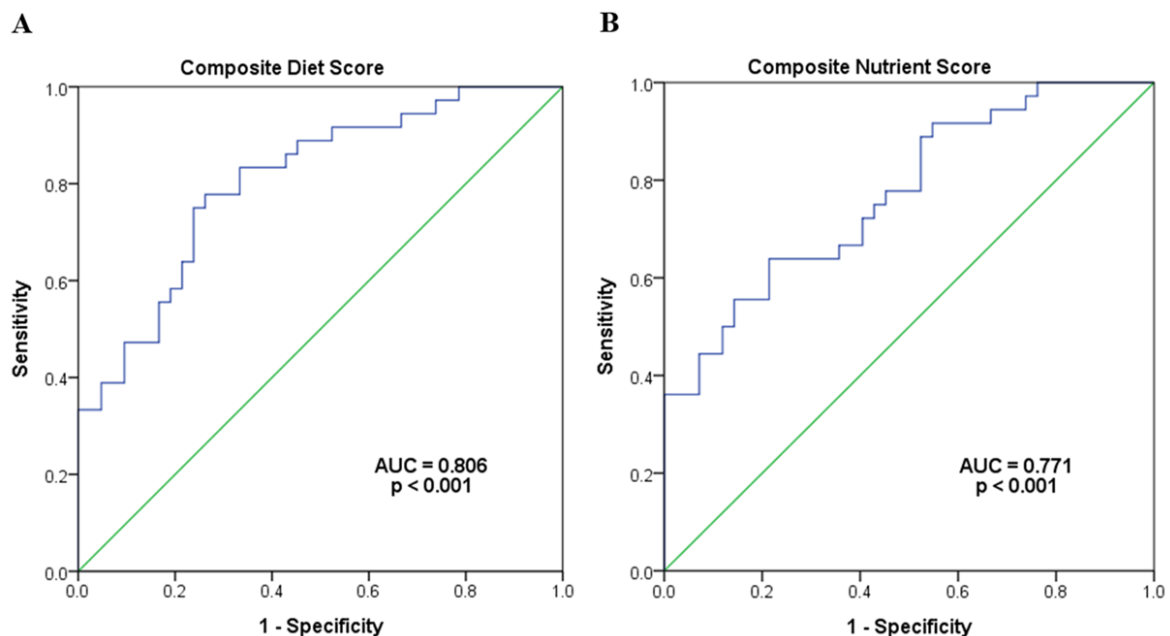 A
Composite Diet Score
1.0
0.8
0.6
0.4
0.2
0.0
Sensitivity
AUC = 0.806
p < 0.001
0.0 0.2 0.4 0.6 0.8 1.0
1 - Specificity
B
Composite Nutrient Score
1.0
0.8
0.6
0.4
0.2
0.0
Sensitivity
AUC = 0.771
p < 0.001
0.0 0.2 0.4 0.6 0.8 1.0
1 - Specificity